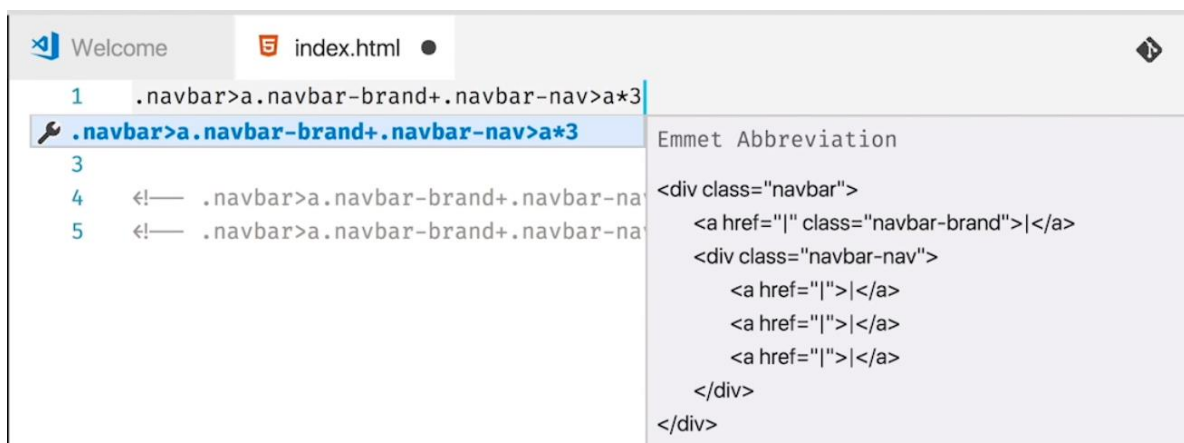 Welcome
index.html
1 .navbar>a.navbar-brand+.navbar-nav>a*3
.navbar>a.navbar-brand+.navbar-nav>a*3
3
4 <!-- .navbar>a.navbar-brand+.navbar-na
5 <!-- .navbar>a.navbar-brand+.navbar-na
Emmet Abbreviation
<div class="navbar">
<a href="|" class="navbar-brand">|</a>
<div class="navbar-nav">
<a href="|">|</a>
<a href="|">|</a>
<a href="|">|</a>
</div>
</div>